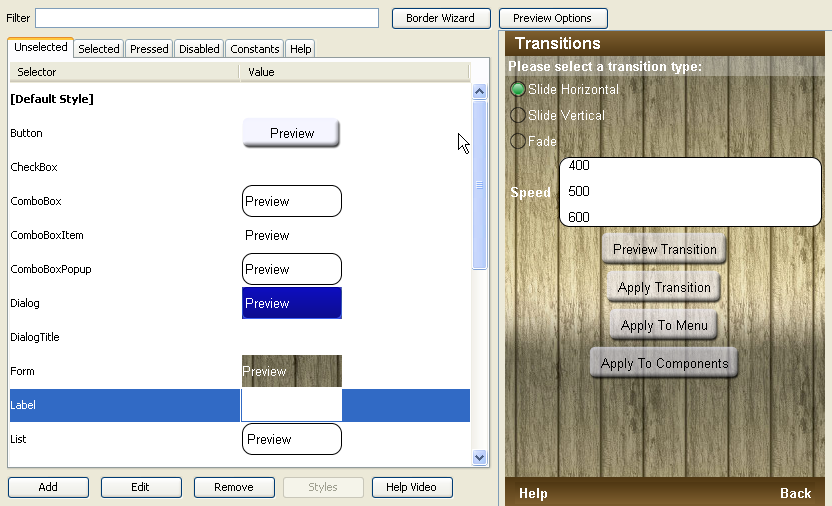 Filter
Border Wizard
Preview Options
Unselected
Selected
Pressed
Disabled
Constants
Help
Selector
Value
[Default Style]
Button
Preview
CheckBox
ComboBox
Preview
ComboBoxItem
Preview
ComboBoxPopup
Preview
Dialog
Preview
DialogTitle
Form
Preview
Label
List
Preview
Add
Edit
Remove
Styles
Help Video
Transitions
Please select a transition type:
Slide Horizontal
Slide Vertical
Fade
Speed
400
500
600
Preview Transition
Apply Transition
Apply To Menu
Apply To Components
Help
Back